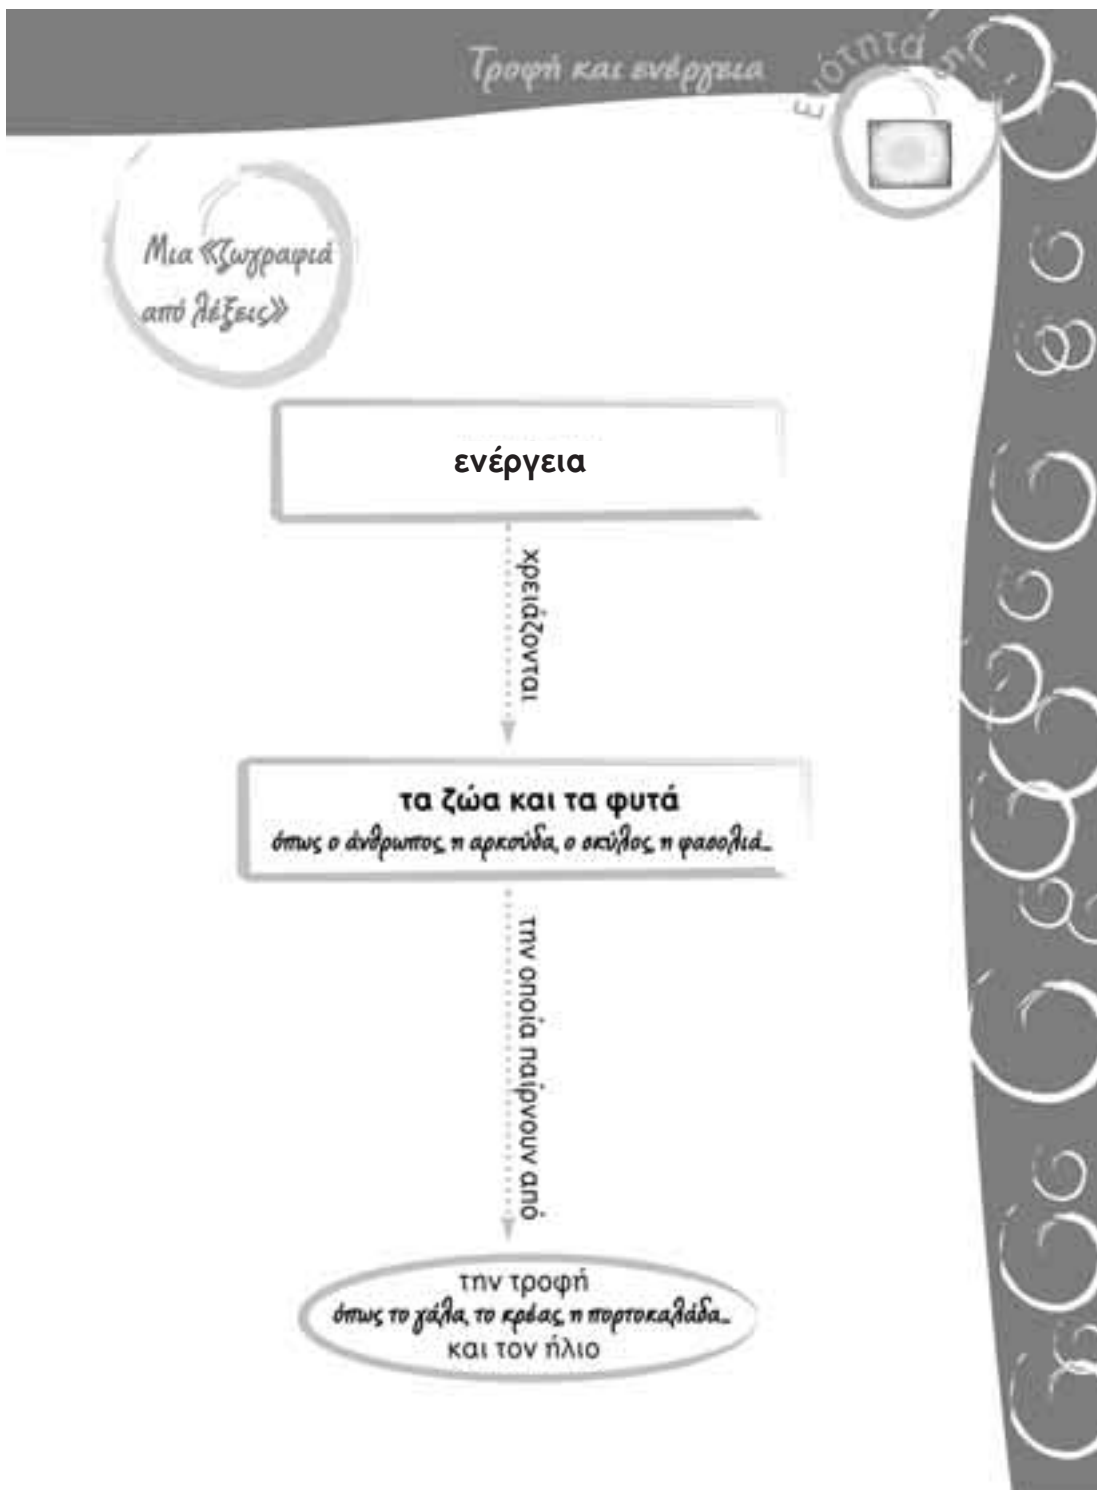 Τροφή και ενέργεια
Ενότητα
Μια «ζωγραφιά
από λέξεις»
ενέργεια
χρειάζονται
τα ζώα και τα φυτά
όπως ο άνθρωπος, η αρκούδα, ο σκύλος, η φασολιά...
την οποία παίρνουν από
την τροφή
όπως το γάλα, το κρέας, η πορτοκαλάδα...
και τον ήλιο